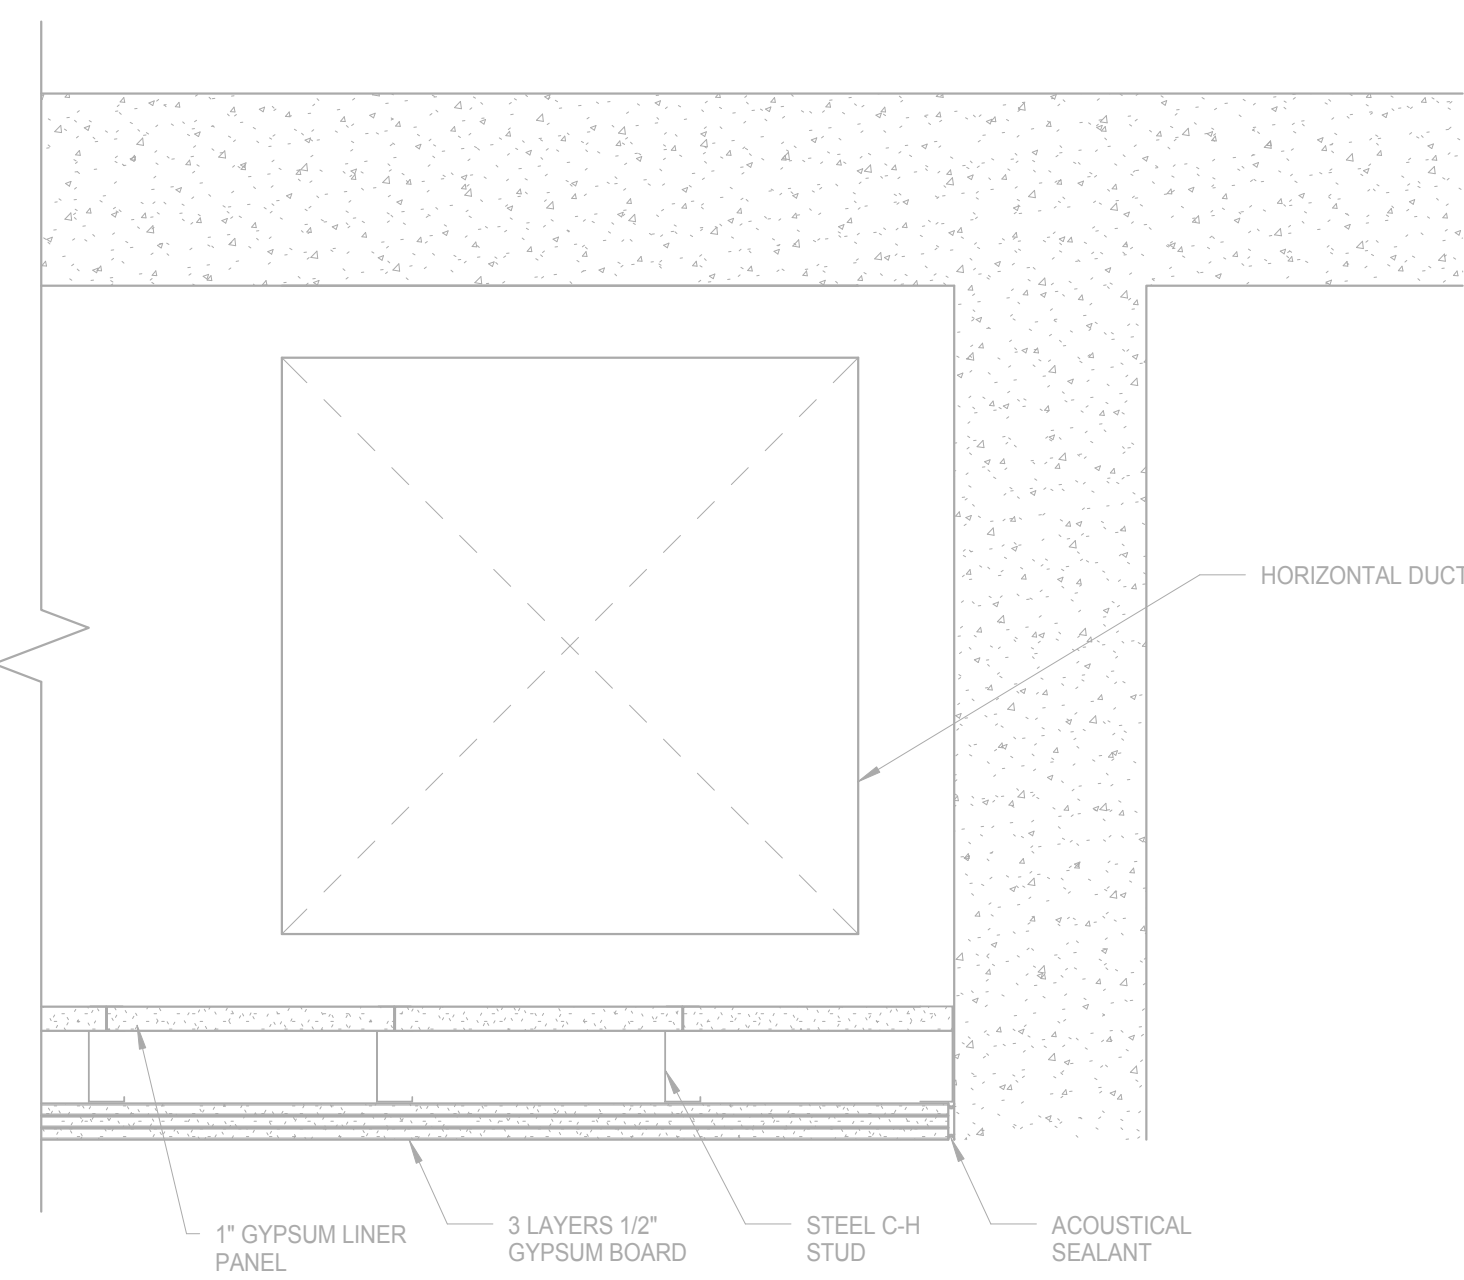 HORIZONTAL DUCT
1" GYPSUM LINER
PANEL
3 LAYERS 1/2"
GYPSUM BOARD
STEEL C-H
STUD
ACOUSTICAL
SEALANT